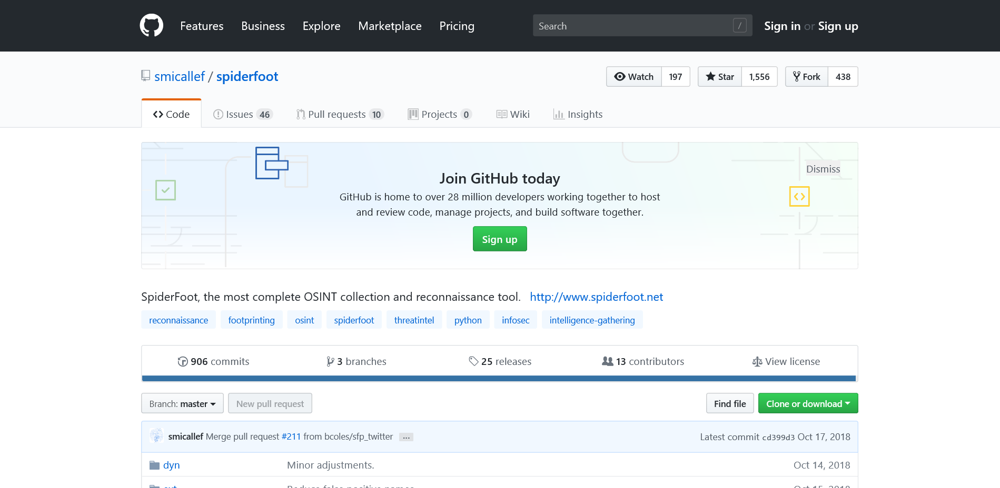 Features Business Explore Marketplace Pricing Search / Sign in or Sign up
smicallef / spiderfoot Watch 197 Star 1,556 Fork 438
Code Issues 46 Pull requests 10 Projects 0 Wiki Insights
Dismiss
Join GitHub today
GitHub is home to over 28 million developers working together to host
and review code, manage projects, and build software together.
Sign up
SpiderFoot, the most complete OSINT collection and reconnaissance tool. http://www.spiderfoot.net
reconnaissance footprinting osint spiderfoot threatintel python infosec intelligence-gathering
906 commits 3 branches 25 releases 13 contributors View license
Branch: master New pull request Find file Clone or download
smicallef Merge pull request #211 from bcoles/sfp_twitter ... Latest commit cd399d3 Oct 17, 2018
dyn Minor adjustments. Oct 14, 2018